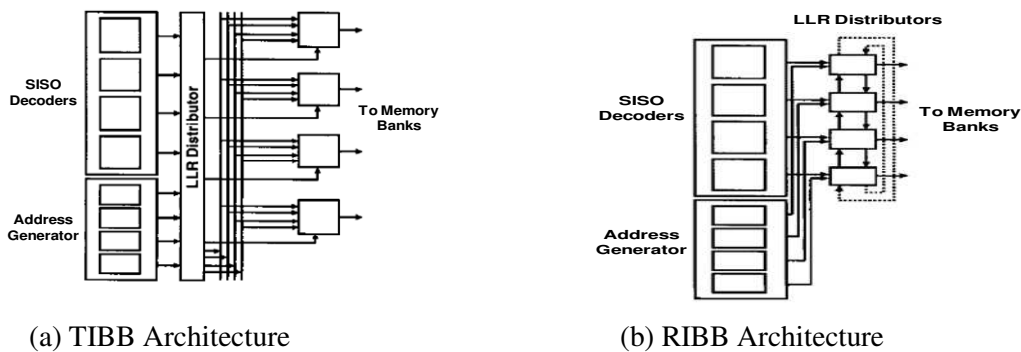 SISO
Decoders
Address
Generator
LLR Distributor
To Memory
Banks
(a) TIBB Architecture
LLR Distributors
SISO
Decoders
Address
Generator
To Memory
Banks
(b) RIBB Architecture